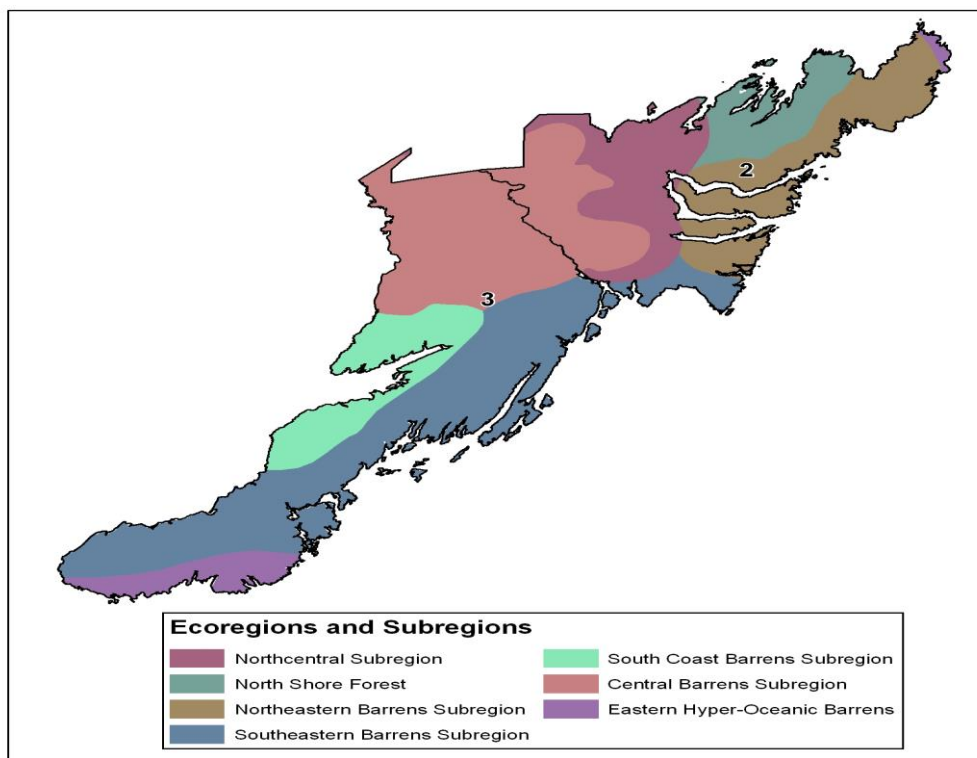 2
3
Ecoregions and Subregions
Northcentral Subregion
North Shore Forest
Northeastern Barrens Subregion
Southeastern Barrens Subregion
South Coast Barrens Subregion
Central Barrens Subregion
Eastern Hyper-Oceanic Barrens